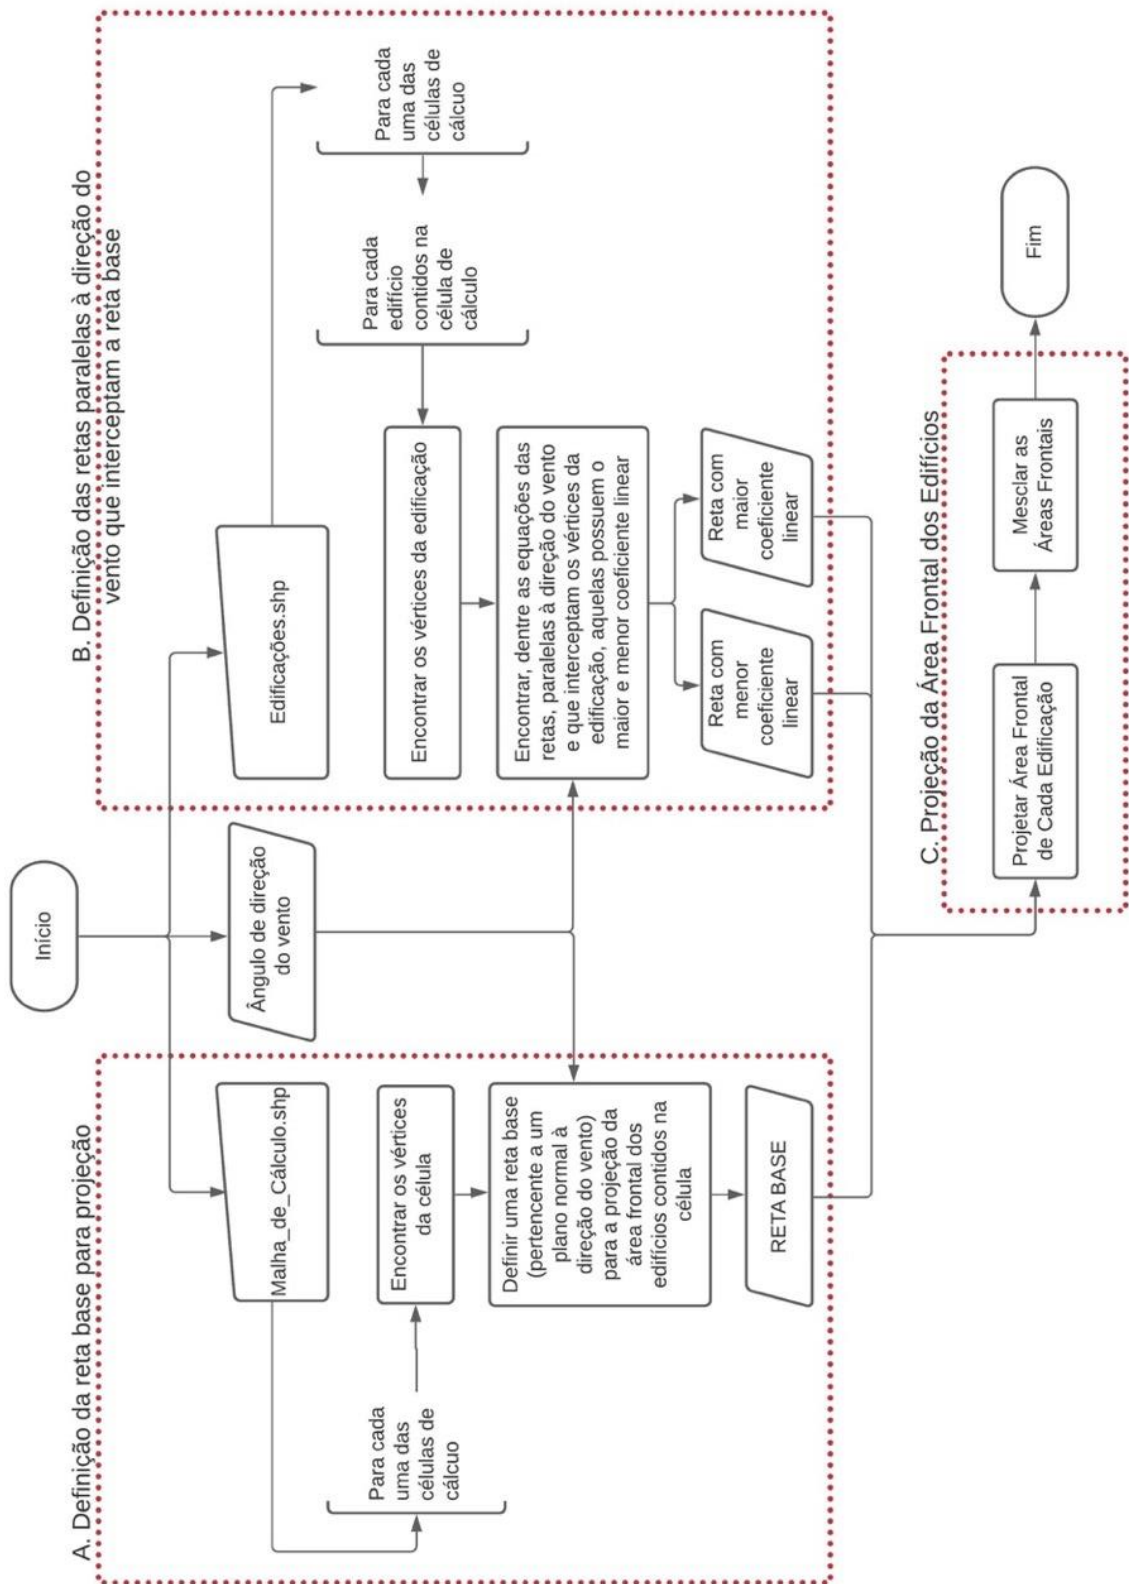 Início
A. Definição da reta base para projeção
Malha_de_Cálculo.shp
Para cada
uma das
células de
cálcuo
Encontrar os vértices
da célula
Definir uma reta base
(pertencente a um
plano normal à
direção do vento)
para a projeção da
área frontal dos
edifícios contidos na
célula
RETA BASE
Ângulo de direção
do vento
B. Definição das retas paralelas à direção do
vento que interceptam a reta base
Edificações.shp
Para cada
uma das
células de
cálcuo
Para cada
edifício
contidos na
célula de
cálculo
Encontrar os vértices da edificação
Encontrar, dentre as equações das
retas, paralelas à direção do vento
e que interceptam os vértices da
edificação, aquelas possuem o
maior e menor coeficiente linear
Reta com
menor
coeficiente
linear
Reta com
maior
coeficiente
linear
C. Projeção da Área Frontal dos Edifícios
Projetar Área Frontal
de Cada Edificação
Mesclar as
Áreas Frontais
Fim